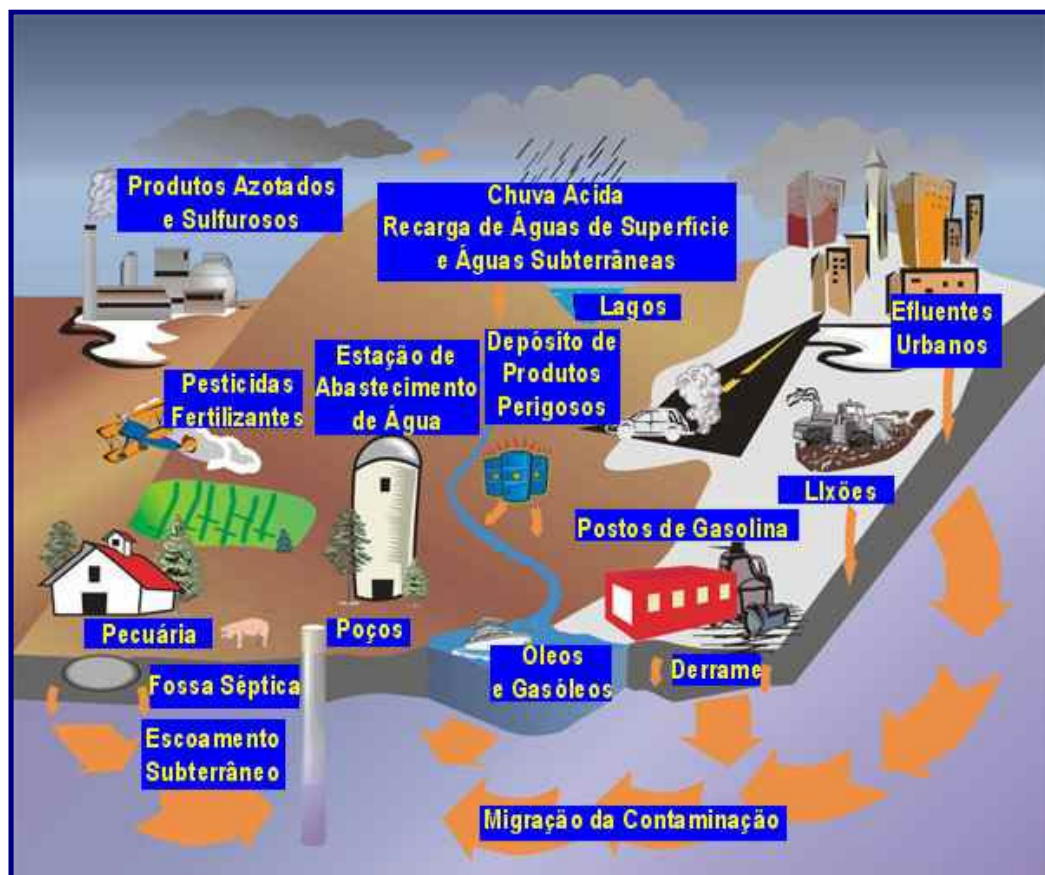 Produtos Azotados
e Sulfurosos
Chuva Acida
Recarga de Águas de Superfície
e Águas Subterrâneas
Lagos
Efluentes
Urbanos
Estação de
Abastecimento
de Água
Depósito de
Produtos
Perigosos
Pesticidas
Fertilizantes
LIxões
Postos de Gasolina
Pecuária
Poços
Óleos
e Gasóleos
Derrame
Fossa Séptica
Escoamento
Subterrâneo
Migração da Contaminação